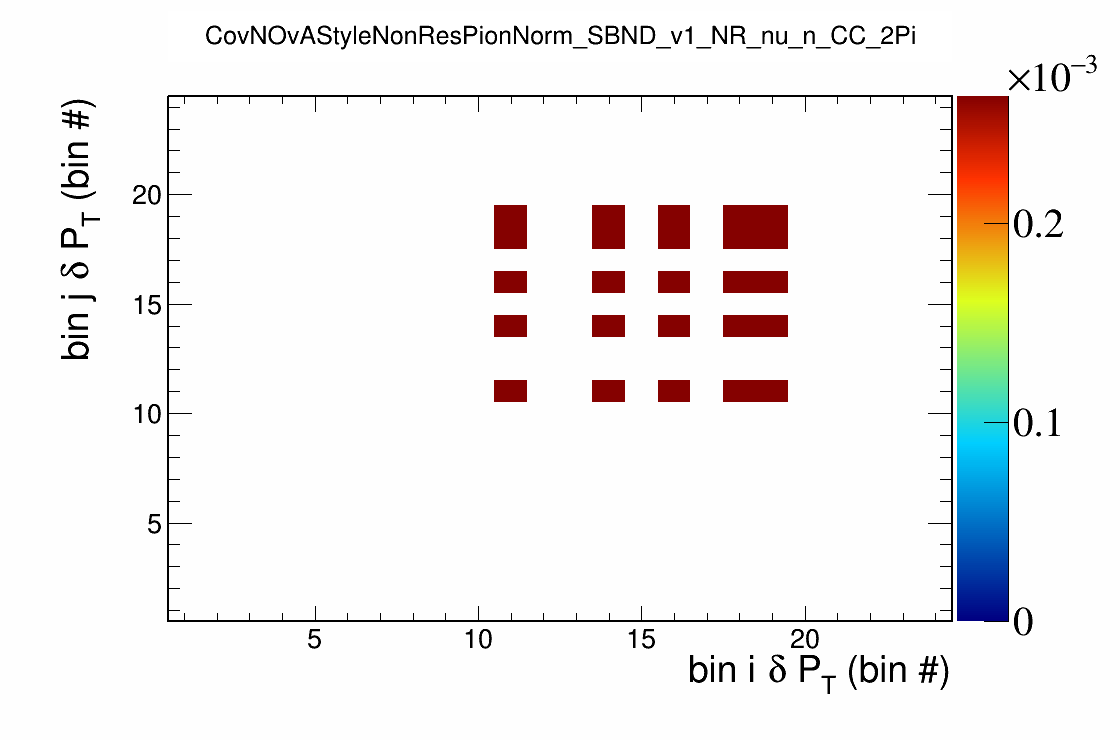 CovNOvAStyleNonResPionNorm_SBND_v1_NR_nu_n_CC_2Pi
×10⁻³
bin j δ P_T (bin #)
20
15
10
5
0.2
0.1
0
5 10 15 20
bin i δ P_T (bin #)